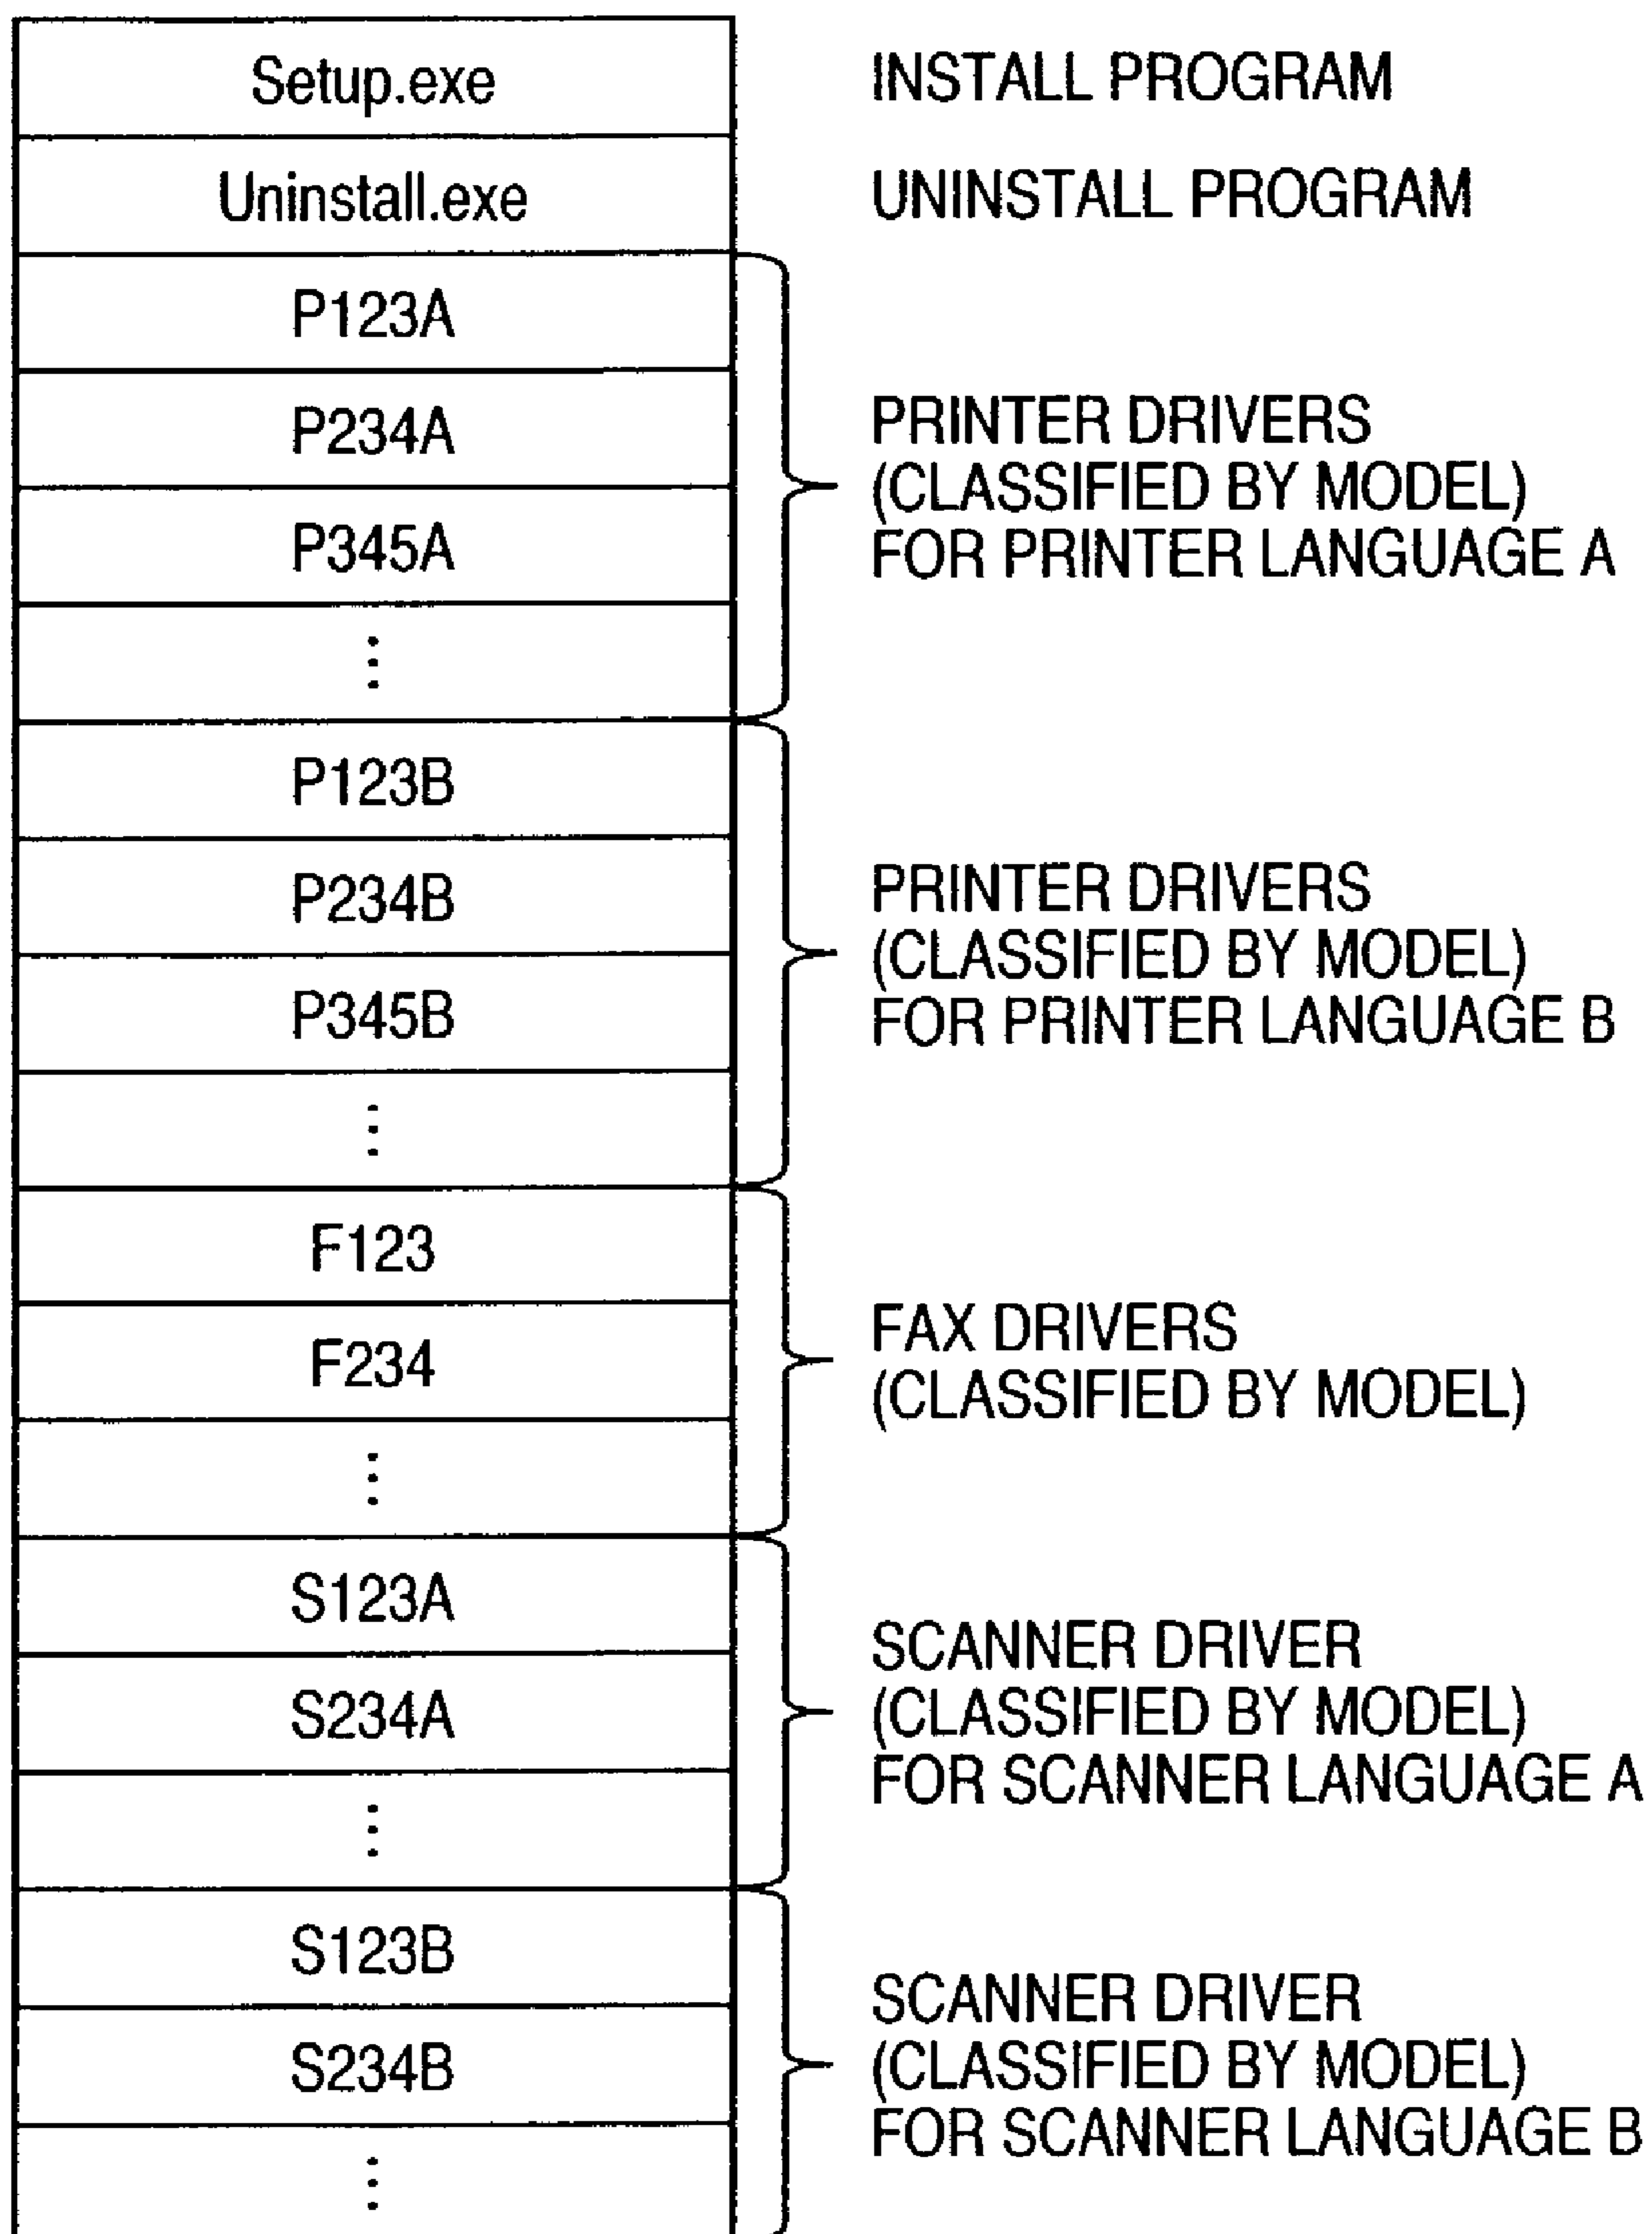 Setup.exe
INSTALL PROGRAM
Uninstall.exe
UNINSTALL PROGRAM
P123A
P234A
P345A
⋮
PRINTER DRIVERS
(CLASSIFIED BY MODEL)
FOR PRINTER LANGUAGE A
P123B
P234B
P345B
⋮
PRINTER DRIVERS
(CLASSIFIED BY MODEL)
FOR PRINTER LANGUAGE B
F123
F234
⋮
FAX DRIVERS
(CLASSIFIED BY MODEL)
S123A
S234A
⋮
SCANNER DRIVER
(CLASSIFIED BY MODEL)
FOR SCANNER LANGUAGE A
S123B
S234B
⋮
SCANNER DRIVER
(CLASSIFIED BY MODEL)
FOR SCANNER LANGUAGE B